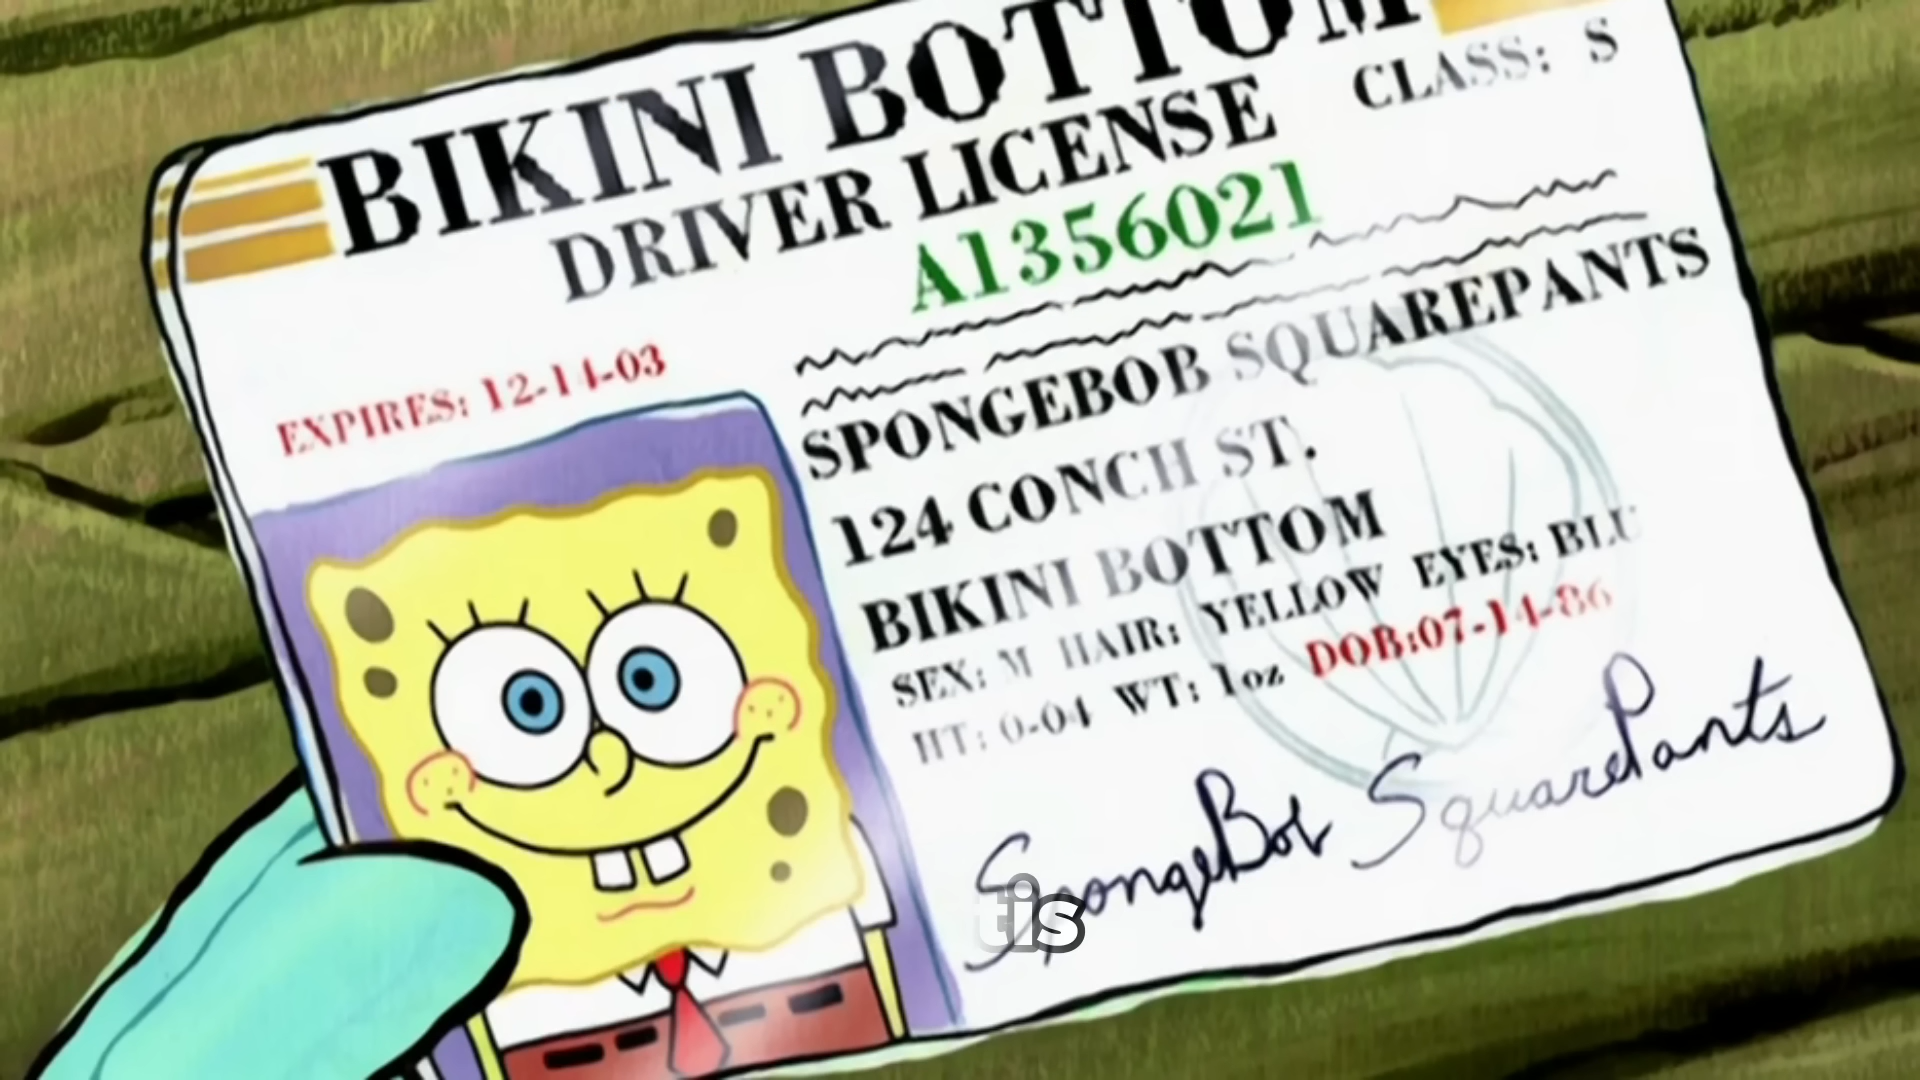 BIKINI BOTTOM
DRIVER LICENSE CLASS: S
A1356021
EXPIRES: 12-14-03
SPONGEBOB SQUAREPANTS
124 CONCH ST.
BIKINI BOTTOM
SEX: M HAIR: YELLOW EYES: BLU
HT: 0-04 WT: 1oz DOB:07-14-86
SpongeBob SquarePants
tis